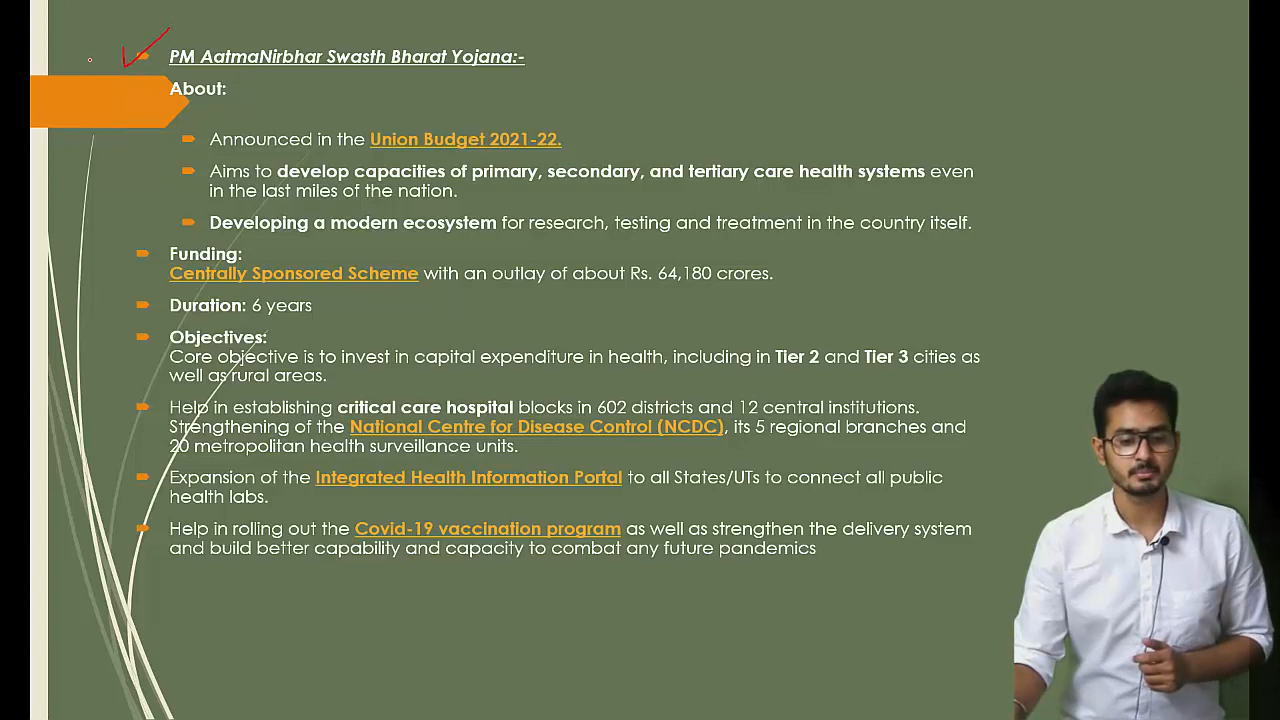 PM AatmaNirbhar Swasth Bharat Yojana:-
About:
Announced in the Union Budget 2021-22.
Aims to develop capacities of primary, secondary, and tertiary care health systems even
in the last miles of the nation.
Developing a modern ecosystem for research, testing and treatment in the country itself.
Funding:
Centrally Sponsored Scheme with an outlay of about Rs. 64,180 crores.
Duration: 6 years
Objectives:
Core objective is to invest in capital expenditure in health, including in Tier 2 and Tier 3 cities as
well as rural areas.
Help in establishing critical care hospital blocks in 602 districts and 12 central institutions.
Strengthening of the National Centre for Disease Control (NCDC), its 5 regional branches and
20 metropolitan health surveillance units.
Expansion of the Integrated Health Information Portal to all States/UTs to connect all public
health labs.
Help in rolling out the Covid-19 vaccination program as well as strengthen the delivery system
and build better capability and capacity to combat any future pandemics